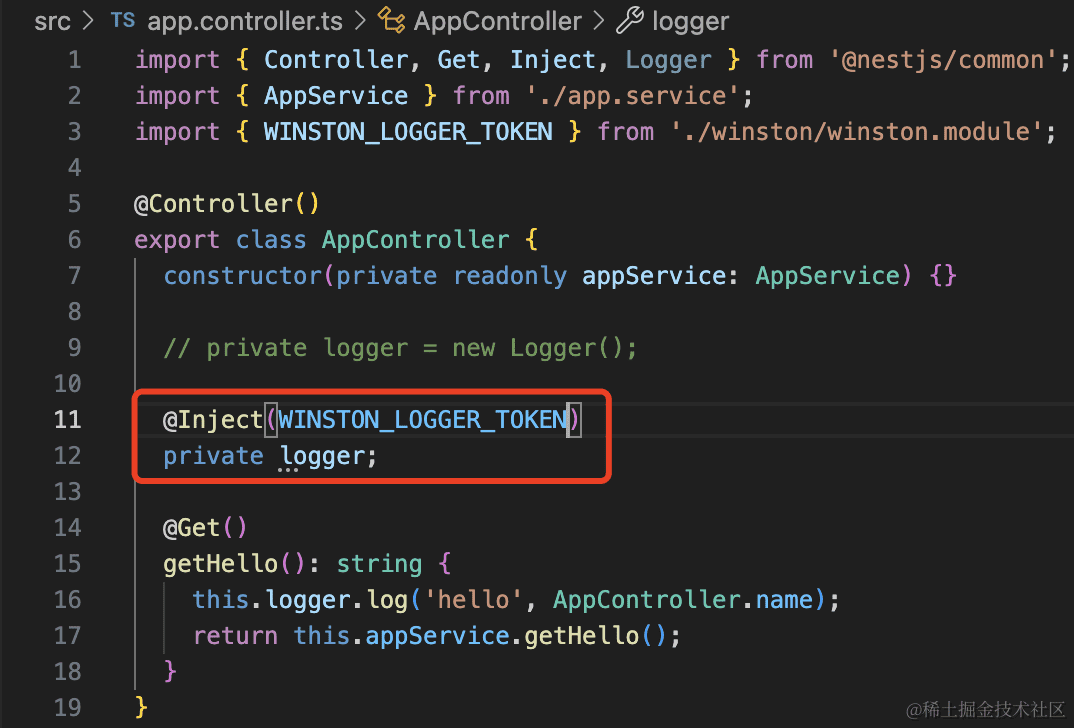 src > TS app.controller.ts > AppController > logger
1 import { Controller, Get, Inject, Logger } from '@nestjs/common';
2 import { AppService } from './app.service';
3 import { WINSTON_LOGGER_TOKEN } from './winston/winston.module';
4
5 @Controller()
6 export class AppController {
7   constructor(private readonly appService: AppService) {}
8
9   // private logger = new Logger();
10
11   @Inject(WINSTON_LOGGER_TOKEN)
12   private logger;
13
14   @Get()
15   getHello(): string {
16     this.logger.log('hello', AppController.name);
17     return this.appService.getHello();
18   }
19 }
@稀土掘金技术社区